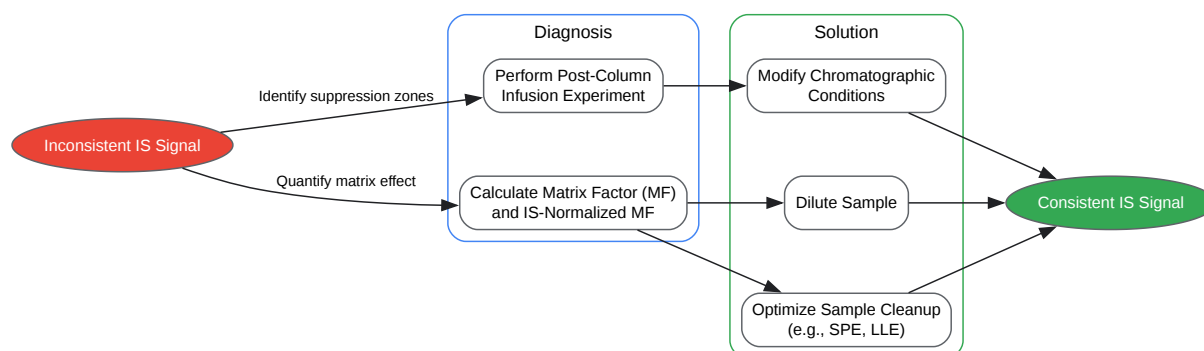 Diagnosis
Solution
Perform Post-Column
Infusion Experiment
Modify Chromatographic
Conditions
Identify suppression zones
Inconsistent IS Signal
Quantify matrix effect
Calculate Matrix Factor (MF)
and IS-Normalized MF
Dilute Sample
Consistent IS Signal
Optimize Sample Cleanup
(e.g., SPE, LLE)